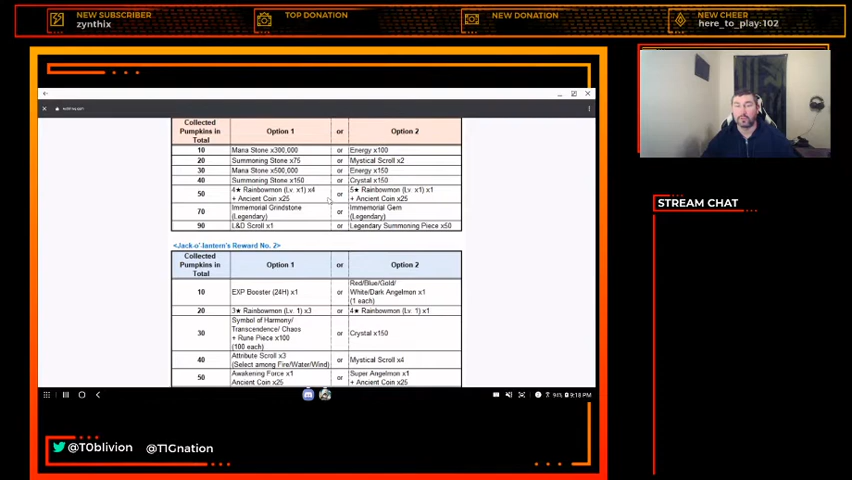 NEW SUBSCRIBER
zynthix
TOP DONATION
NEW DONATION
NEW CHEER
here_to_play:102
Collected Pumpkins in Total Option 1 or Option 2
10 Mana Stone x300,000 or Energy x100
20 Summoning Stone x75 or Mystical Scroll x2
30 Mana Stone x500,000 or Energy x150
40 Summoning Stone x150 or Crystal x150
50 4★ Rainbowmon (Lv. x1) x4 or 5★ Rainbowmon (Lv. x1) x1
+ Ancient Coin x25 + Ancient Coin x25
70 Immemorial Grindstone or Immemorial Gem
(Legendary) (Legendary)
90 L&D Scroll x1 or Legendary Summoning Piece x50
<Jack-o'-lantern's Reward No. 2>
Collected Pumpkins in Total Option 1 or Option 2
10 EXP Booster (24H) x1 or Red/Blue/Gold/
White/Dark Angelmon x1
(1 each)
20 3★ Rainbowmon (Lv. 1) x3 or 4★ Rainbowmon (Lv. 1) x1
Symbol of Harmony/
Transcendence/ Chaos
30 + Rune Piece x100 or Crystal x150
(100 each)
40 Attribute Scroll x3 or Mystical Scroll x4
(Select among Fire/Water/Wind)
50 Awakening Force x1 or Super Angelmon x1
Ancient Coin x25 + Ancient Coin x25
9:18 PM
STREAM CHAT
@T0blivion @T1Gnation